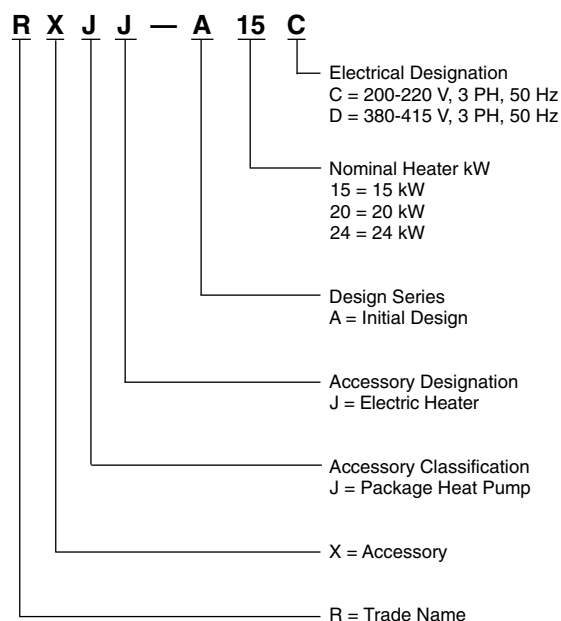 R X J J — A 15 C
Electrical Designation
C = 200-220 V, 3 PH, 50 Hz
D = 380-415 V, 3 PH, 50 Hz
Nominal Heater kW
15 = 15 kW
20 = 20 kW
24 = 24 kW
Design Series
A = Initial Design
Accessory Designation
J = Electric Heater
Accessory Classification
J = Package Heat Pump
X = Accessory
R = Trade Name